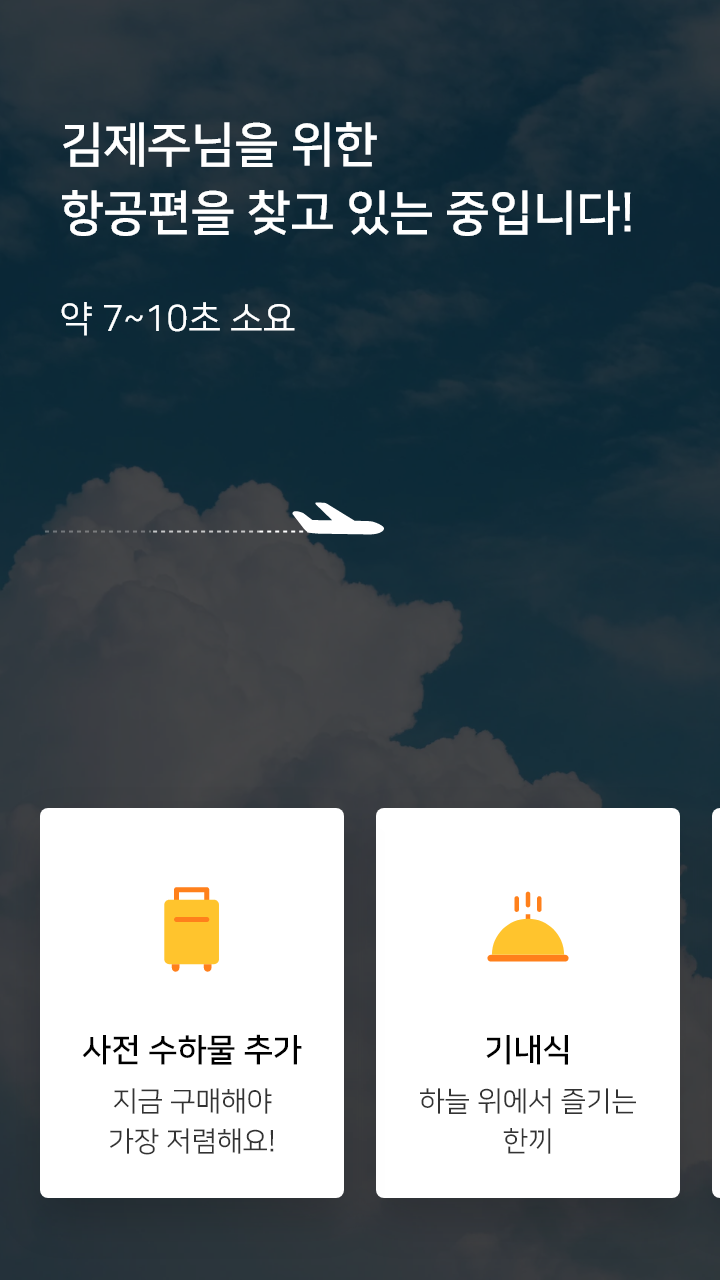 김제주님을 위한
항공편을 찾고 있는 중입니다!
약 7~10초 소요
사전 수하물 추가
지금 구매해야
가장 저렴해요!
기내식
하늘 위에서 즐기는
한끼